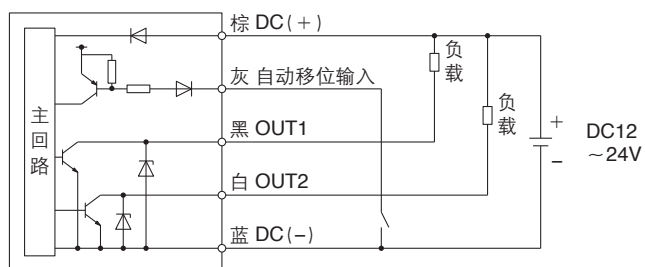 棕 DC(+)
灰 自动移位输入
黑 OUT1
白 OUT2
蓝 DC(-)
主回路
负载
负载
+
-
DC12
~24V